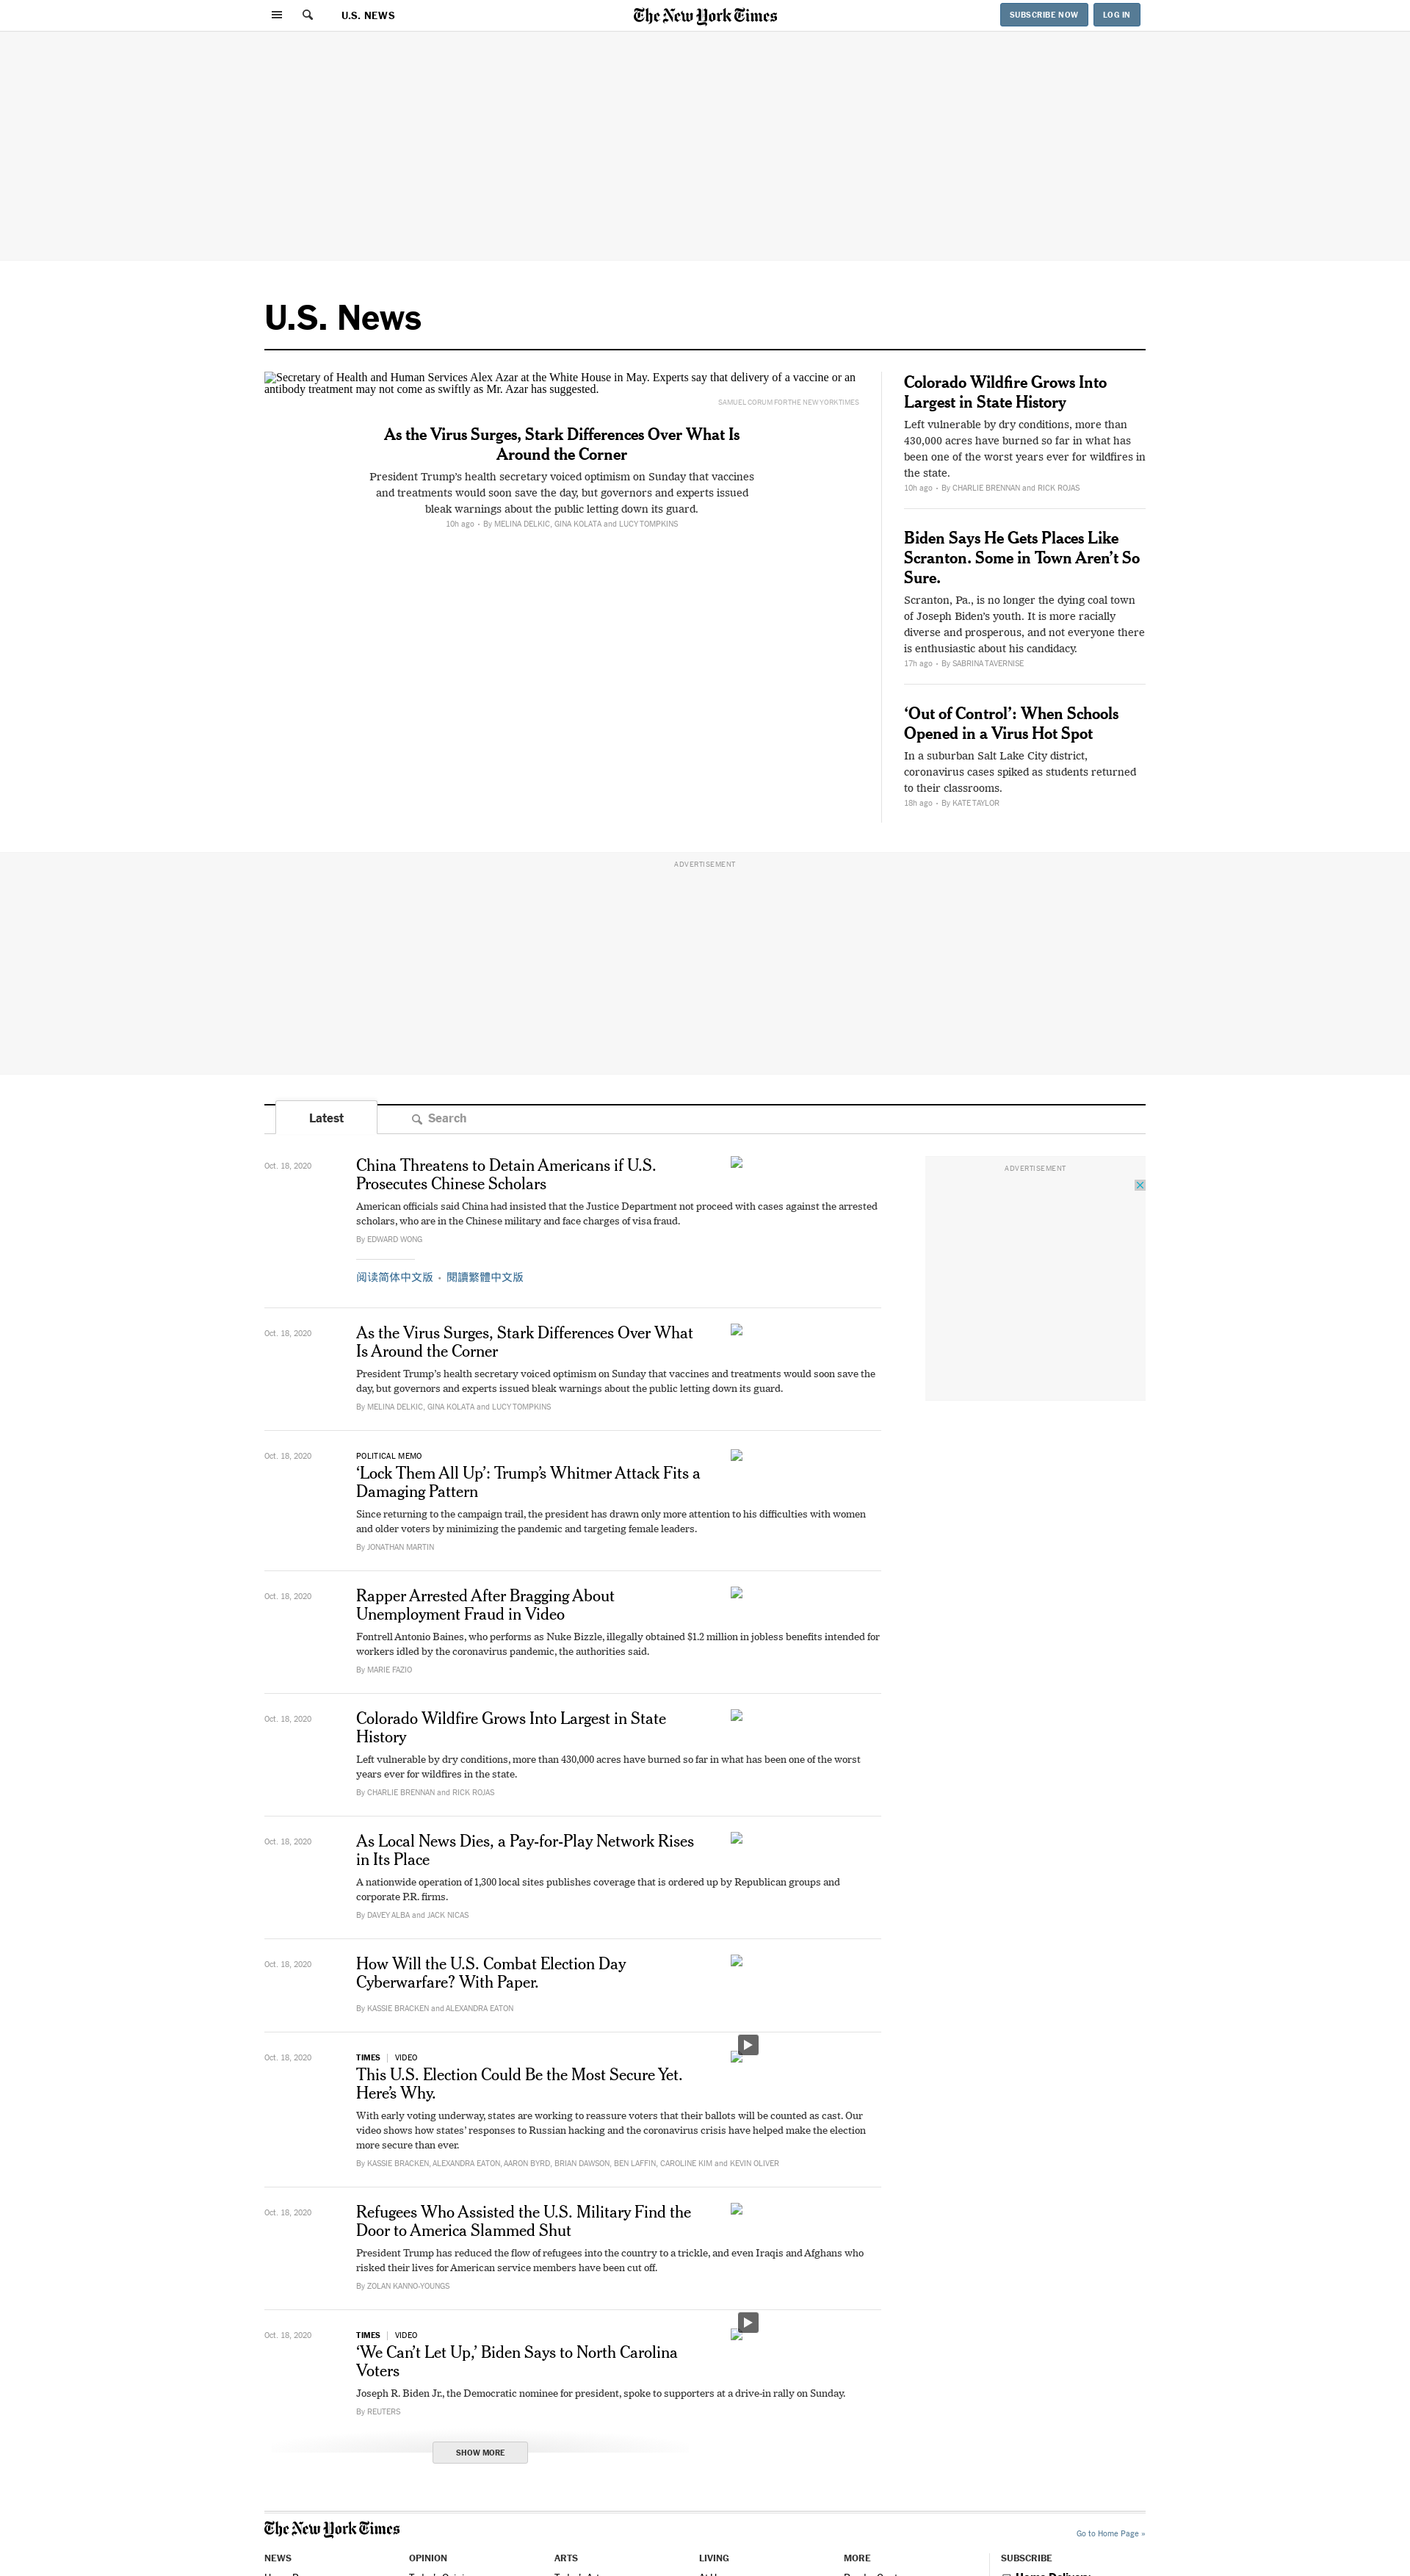 U.S. NEWS
The New York Times
SUBSCRIBE NOW
LOG IN
U.S. News
Secretary of Health and Human Services Alex Azar at the White House in May. Experts say that delivery of a vaccine or an
antibody treatment may not come as swiftly as Mr. Azar has suggested.
SAMUEL CORUM FOR THE NEW YORK TIMES
As the Virus Surges, Stark Differences Over What Is
Around the Corner
President Trump’s health secretary voiced optimism on Sunday that vaccines
and treatments would soon save the day, but governors and experts issued
bleak warnings about the public letting down its guard.
10h ago • By MELINA DELKIC, GINA KOLATA and LUCY TOMPKINS
Colorado Wildfire Grows Into
Largest in State History
Left vulnerable by dry conditions, more than
430,000 acres have burned so far in what has
been one of the worst years ever for wildfires in
the state.
10h ago • By CHARLIE BRENNAN and RICK ROJAS
Biden Says He Gets Places Like
Scranton. Some in Town Aren’t So
Sure.
Scranton, Pa., is no longer the dying coal town
of Joseph Biden’s youth. It is more racially
diverse and prosperous, and not everyone there
is enthusiastic about his candidacy.
17h ago • By SABRINA TAVERNISE
‘Out of Control’: When Schools
Opened in a Virus Hot Spot
In a suburban Salt Lake City district,
coronavirus cases spiked as students returned
to their classrooms.
18h ago • By KATE TAYLOR
ADVERTISEMENT
Latest
Search
Oct. 18, 2020
China Threatens to Detain Americans if U.S.
Prosecutes Chinese Scholars
American officials said China had insisted that the Justice Department not proceed with cases against the arrested
scholars, who are in the Chinese military and face charges of visa fraud.
By EDWARD WONG
阅读简体中文版 • 閱讀繁體中文版
ADVERTISEMENT
Oct. 18, 2020
As the Virus Surges, Stark Differences Over What
Is Around the Corner
President Trump’s health secretary voiced optimism on Sunday that vaccines and treatments would soon save the
day, but governors and experts issued bleak warnings about the public letting down its guard.
By MELINA DELKIC, GINA KOLATA and LUCY TOMPKINS
Oct. 18, 2020
POLITICAL MEMO
‘Lock Them All Up’: Trump’s Whitmer Attack Fits a
Damaging Pattern
Since returning to the campaign trail, the president has drawn only more attention to his difficulties with women
and older voters by minimizing the pandemic and targeting female leaders.
By JONATHAN MARTIN
Oct. 18, 2020
Rapper Arrested After Bragging About
Unemployment Fraud in Video
Fontrell Antonio Baines, who performs as Nuke Bizzle, illegally obtained $1.2 million in jobless benefits intended for
workers idled by the coronavirus pandemic, the authorities said.
By MARIE FAZIO
Oct. 18, 2020
Colorado Wildfire Grows Into Largest in State
History
Left vulnerable by dry conditions, more than 430,000 acres have burned so far in what has been one of the worst
years ever for wildfires in the state.
By CHARLIE BRENNAN and RICK ROJAS
Oct. 18, 2020
As Local News Dies, a Pay-for-Play Network Rises
in Its Place
A nationwide operation of 1,300 local sites publishes coverage that is ordered up by Republican groups and
corporate P.R. firms.
By DAVEY ALBA and JACK NICAS
Oct. 18, 2020
How Will the U.S. Combat Election Day
Cyberwarfare? With Paper.
By KASSIE BRACKEN and ALEXANDRA EATON
Oct. 18, 2020
TIMES | VIDEO
This U.S. Election Could Be the Most Secure Yet.
Here’s Why.
With early voting underway, states are working to reassure voters that their ballots will be counted as cast. Our
video shows how states’ responses to Russian hacking and the coronavirus crisis have helped make the election
more secure than ever.
By KASSIE BRACKEN, ALEXANDRA EATON, AARON BYRD, BRIAN DAWSON, BEN LAFFIN, CAROLINE KIM and KEVIN OLIVER
Oct. 18, 2020
Refugees Who Assisted the U.S. Military Find the
Door to America Slammed Shut
President Trump has reduced the flow of refugees into the country to a trickle, and even Iraqis and Afghans who
risked their lives for American service members have been cut off.
By ZOLAN KANNO-YOUNGS
Oct. 18, 2020
TIMES | VIDEO
‘We Can’t Let Up,’ Biden Says to North Carolina
Voters
Joseph R. Biden Jr., the Democratic nominee for president, spoke to supporters at a drive-in rally on Sunday.
By REUTERS
SHOW MORE
The New York Times
Go to Home Page »
NEWS
OPINION
ARTS
LIVING
MORE
SUBSCRIBE